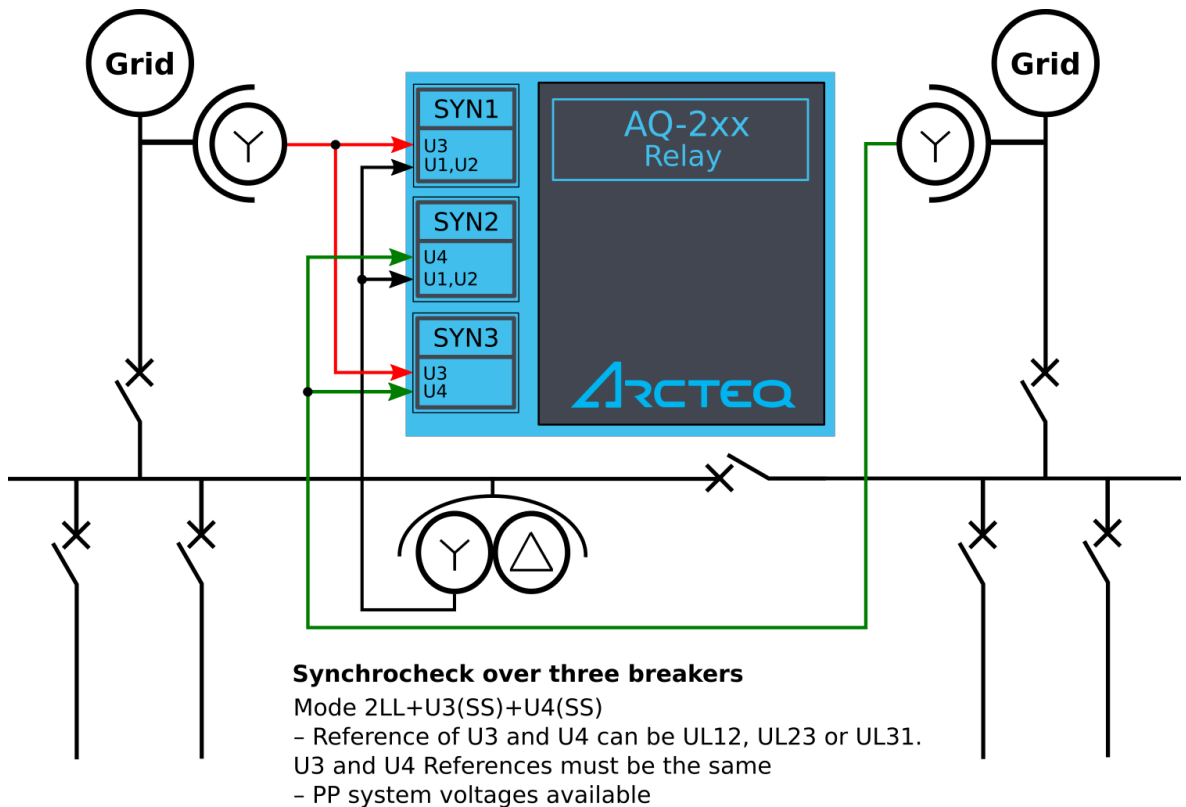 Grid
Grid
SYN1
U3
U1,U2
SYN2
U4
U1,U2
SYN3
U3
U4
AQ-2xx
Relay
ARCTEQ
Synchrocheck over three breakers
Mode 2LL+U3(SS)+U4(SS)
– Reference of U3 and U4 can be UL12, UL23 or UL31.
U3 and U4 References must be the same
– PP system voltages available